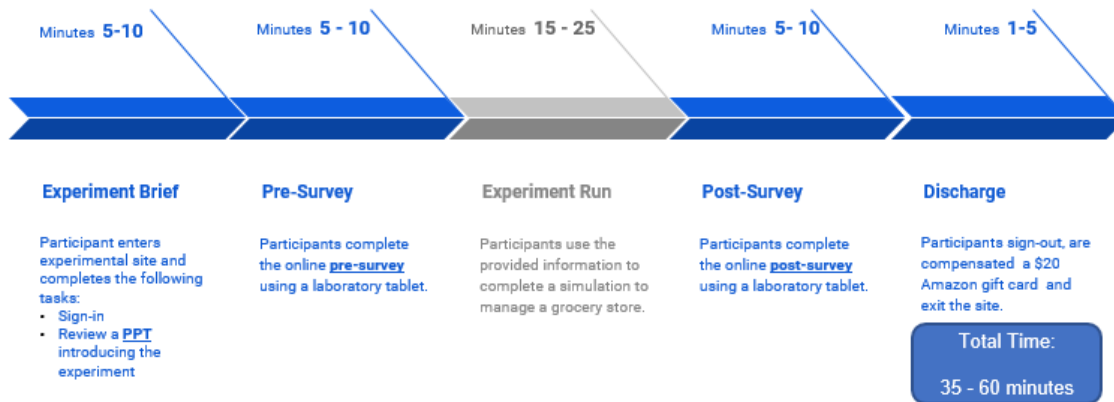 Minutes 5-10
Minutes 5 - 10
Minutes 15 - 25
Minutes 5- 10
Minutes 1-5
Experiment Brief
Participant enters
experimental site and
completes the following
tasks:
• Sign-in
• Review a PPT
introducing the
experiment
Pre-Survey
Participants complete
the online pre-survey
using a laboratory tablet.
Experiment Run
Participants use the
provided information to
complete a simulation to
manage a grocery store.
Post-Survey
Participants complete
the online post-survey
using a laboratory tablet.
Discharge
Participants sign-out, are
compensated a $20
Amazon gift card and
exit the site.
Total Time:
35 - 60 minutes